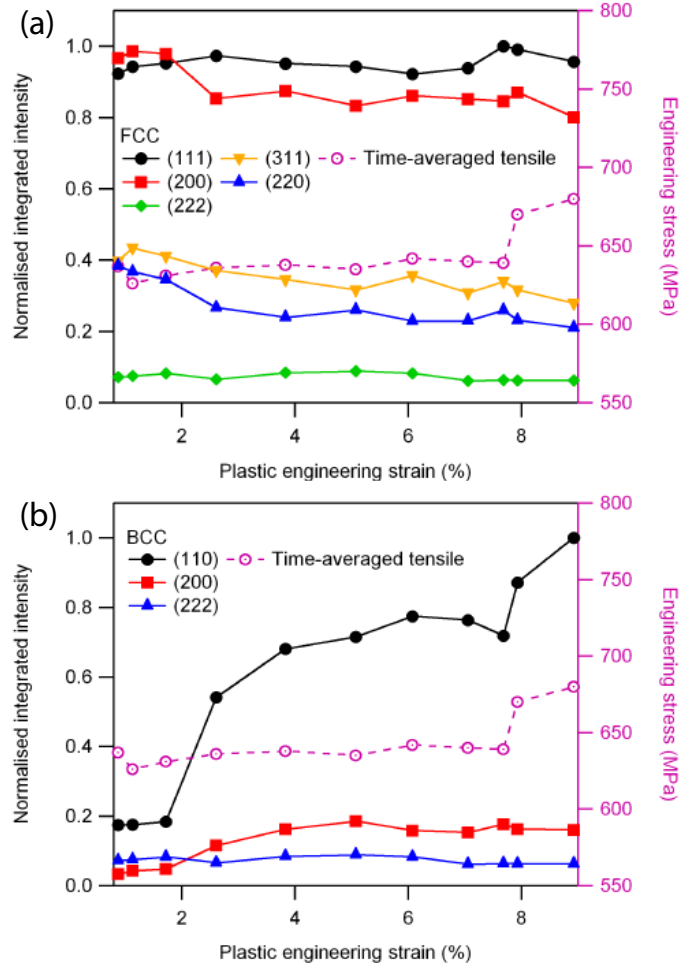 (a)
Normalised integrated intensity
1.0
0.8
0.6
0.4
0.2
0.0
FCC
(111) (311) Time-averaged tensile
(200) (220)
(222)
800
750
700
650
600
550
Engineering stress (MPa)
2 4 6 8
Plastic engineering strain (%)
(b)
Normalised integrated intensity
1.0
0.8
0.6
0.4
0.2
0.0
BCC
(110) Time-averaged tensile
(200)
(222)
800
750
700
650
600
550
Engineering stress (MPa)
2 4 6 8
Plastic engineering strain (%)